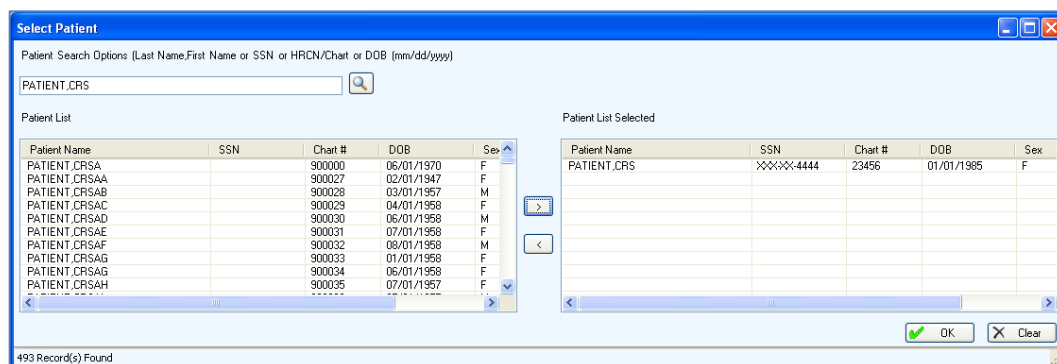 Select Patient
Patient Search Options (Last Name,First Name or SSN or HRCN/Chart or DOB (mm/dd/yyyy)
PATIENT,CRS
Patient List
Patient Name SSN Chart # DOB Sex
PATIENT,CRSA 900000 06/01/1970 F
PATIENT,CRSAA 900027 02/01/1947 F
PATIENT,CRSAB 900028 03/01/1957 M
PATIENT,CRSAC 900029 04/01/1958 F
PATIENT,CRSAD 900030 06/01/1958 M
PATIENT,CRSAE 900031 07/01/1958 F
PATIENT,CRSAF 900032 08/01/1958 M
PATIENT,CRSAG 900033 01/01/1958 F
PATIENT,CRSAG 900034 06/01/1958 F
PATIENT,CRSAH 900035 07/01/1957 F
>
<
Patient List Selected
Patient Name SSN Chart # DOB Sex
PATIENT,CRS XXX-XX-4444 23456 01/01/1985 F
OK Clear
493 Record(s) Found